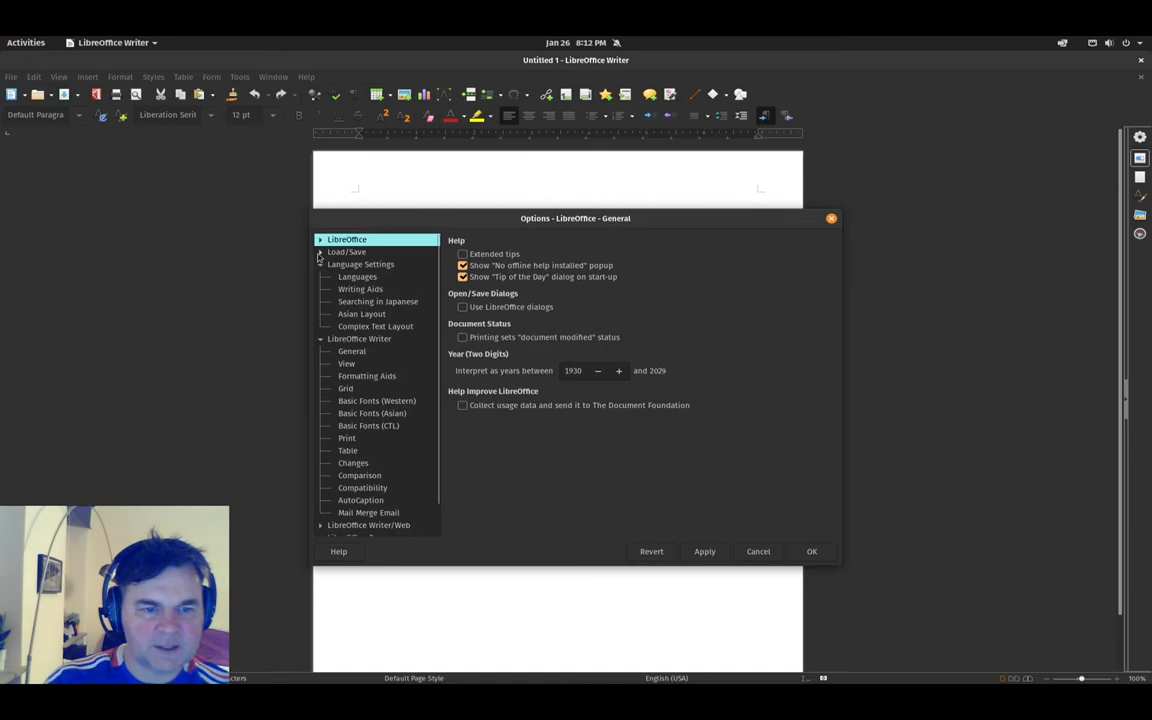 Activities LibreOffice Writer Jan 26 8:12 PM
Untitled 1 - LibreOffice Writer
File Edit View Insert Format Styles Table Form Tools Window Help
Default Paragra Liberation Serif 12 pt
Options - LibreOffice - General
LibreOffice
Load/Save
Language Settings
Languages
Writing Aids
Searching in Japanese
Asian Layout
Complex Text Layout
LibreOffice Writer
General
View
Formatting Aids
Grid
Basic Fonts (Western)
Basic Fonts (Asian)
Basic Fonts (CTL)
Print
Table
Changes
Comparison
Compatibility
AutoCaption
Mail Merge Email
LibreOffice Writer/Web
Help
Extended tips
Show "No offline help installed" popup
Show "Tip of the Day" dialog on start-up
Open/Save Dialogs
Use LibreOffice dialogs
Document Status
Printing sets "document modified" status
Year (Two Digits)
Interpret as years between 1930 and 2029
Help Improve LibreOffice
Collect usage data and send it to The Document Foundation
Help Revert Apply Cancel OK
cters Default Page Style English (USA) 100%